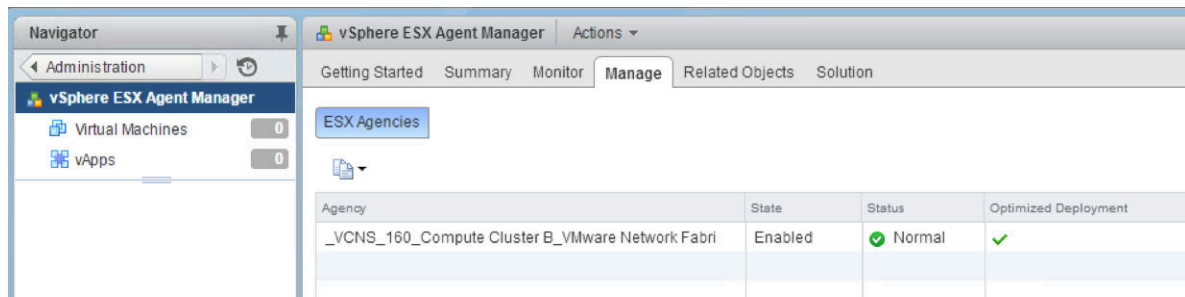 Navigator
Administration
vSphere ESX Agent Manager
Virtual Machines 0
vApps 0
vSphere ESX Agent Manager Actions
Getting Started Summary Monitor Manage Related Objects Solution
ESX Agencies
Agency State Status Optimized Deployment
_VCNS_160_Compute Cluster B_VMware Network Fabri Enabled Normal